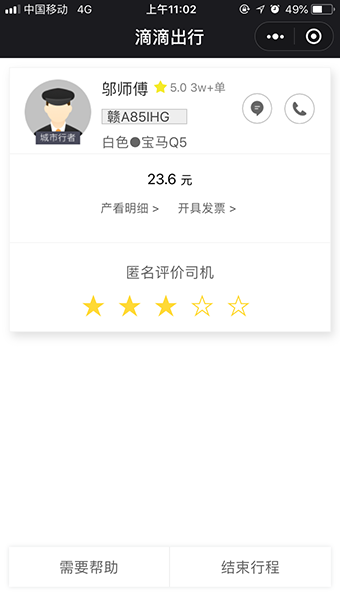 中国移动 4G 上午11:02 49%
滴滴出行
邬师傅 5.0 3w+单
赣A85IHG
城市行者
白色●宝马Q5
23.6 元
产看明细 > 开具发票 >
匿名评价司机
需要帮助 结束行程